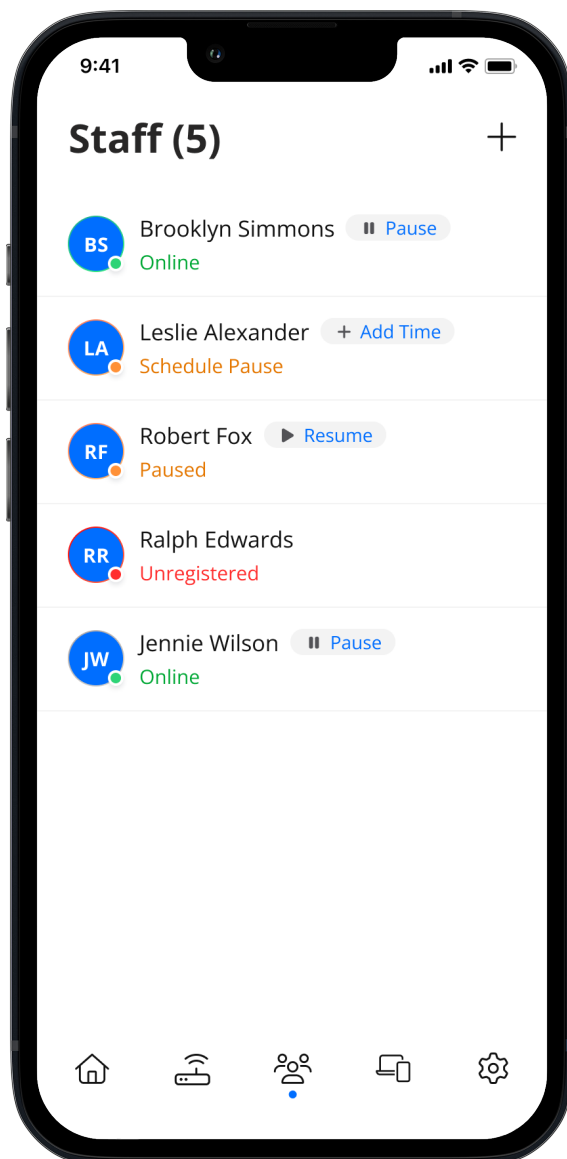 9:41
Staff (5)
BS Brooklyn Simmons Pause
Online
LA Leslie Alexander Add Time
Schedule Pause
RF Robert Fox Resume
Paused
RR Ralph Edwards
Unregistered
JW Jennie Wilson Pause
Online